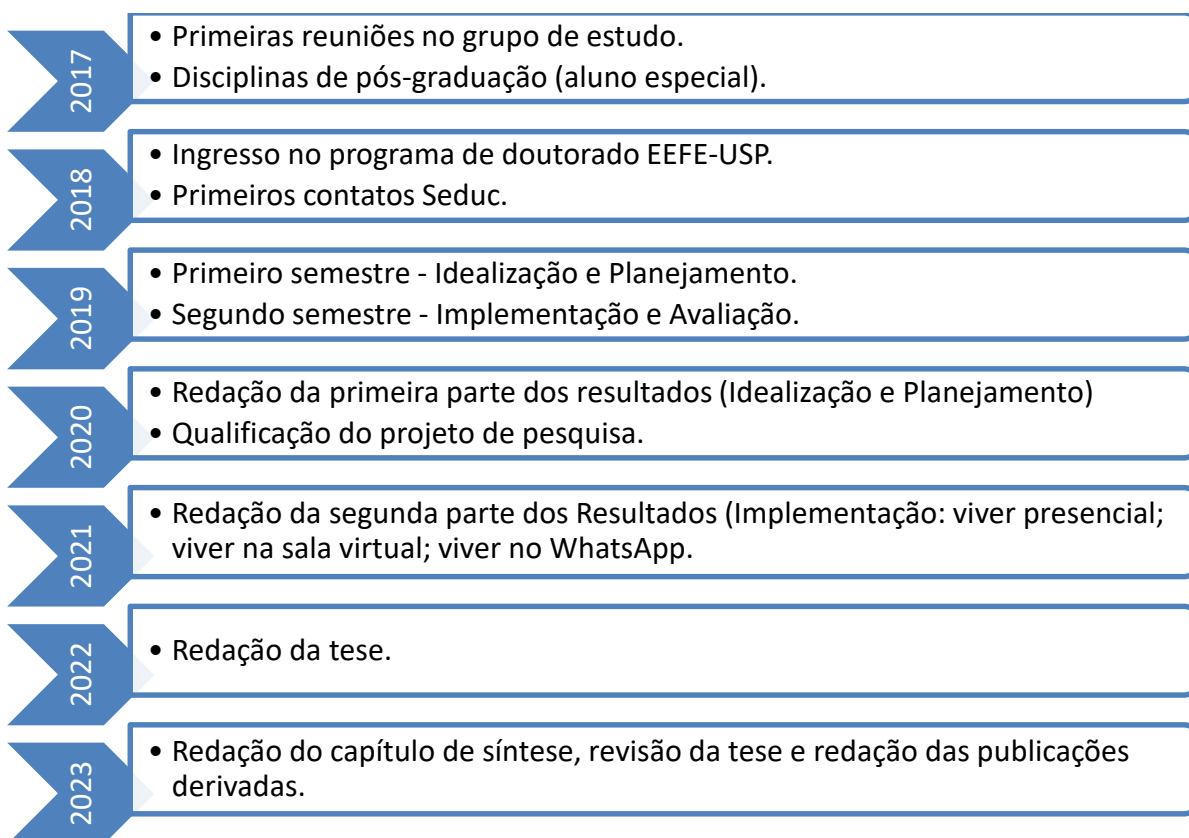 2017
• Primeiras reuniões no grupo de estudo.
• Disciplinas de pós-graduação (aluno especial).
2018
• Ingresso no programa de doutorado EEFE-USP.
• Primeiros contatos Seduc.
2019
• Primeiro semestre - Idealização e Planejamento.
• Segundo semestre - Implementação e Avaliação.
2020
• Redação da primeira parte dos resultados (Idealização e Planejamento)
• Qualificação do projeto de pesquisa.
2021
• Redação da segunda parte dos Resultados (Implementação: viver presencial;
viver na sala virtual; viver no WhatsApp.
2022
• Redação da tese.
2023
• Redação do capítulo de síntese, revisão da tese e redação das publicações
derivadas.